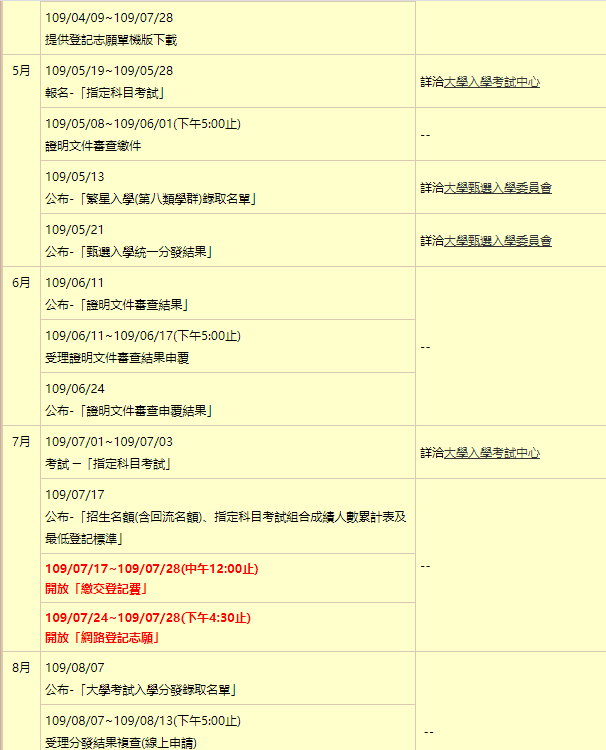 109/04/09~109/07/28
提供登記志願單機版下載
5月
109/05/19~109/05/28
報名-「指定科目考試」
詳洽大學入學考試中心
109/05/08~109/06/01(下午5:00止)
證明文件審查繳件
--
109/05/13
公布-「繁星入學(第八類學群)錄取名單」
詳洽大學甄選入學委員會
109/05/21
公布-「甄選入學統一分發結果」
詳洽大學甄選入學委員會
6月
109/06/11
公布-「證明文件審查結果」
109/06/11~109/06/17(下午5:00止)
受理證明文件審查結果申覆
--
109/06/24
公布-「證明文件審查申覆結果」
7月
109/07/01~109/07/03
考試 –「指定科目考試」
詳洽大學入學考試中心
109/07/17
公布-「招生名額(含回流名額)、指定科目考試組合成績人數累計表及
最低登記標準」
109/07/17~109/07/28(中午12:00止)
開放「繳交登記費」
--
109/07/24~109/07/28(下午4:30止)
開放「網路登記志願」
8月
109/08/07
公布-「大學考試入學分發錄取名單」
109/08/07~109/08/13(下午5:00止)
受理分發結果複查(線上申請)
--